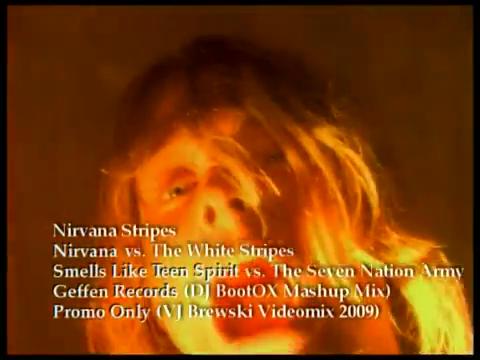 Nirvana Stripes
Nirvana vs. The White Stripes
Smells Like Teen Spirit vs. The Seven Nation Army
Geffen Records (DJ BootOX Mashup Mix)
Promo Only (VJ Brewski Videomix 2009)